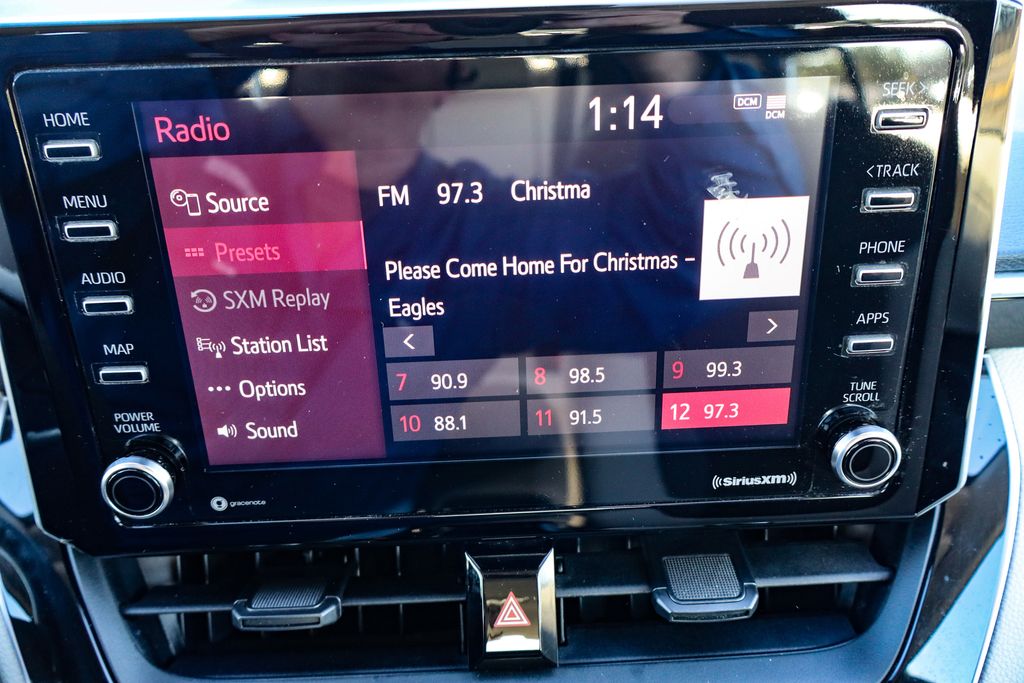 HOME
MENU
AUDIO
MAP
POWER
VOLUME
Radio
1:14
DCM
DCM
Source
Presets
SXM Replay
Station List
Options
Sound
FM 97.3 Christma
Please Come Home For Christmas –
Eagles
<
>
7 90.9
8 98.5
9 99.3
10 88.1
11 91.5
12 97.3
gracenote
SiriusXM
SEEK >
< TRACK
PHONE
APPS
TUNE
SCROLL